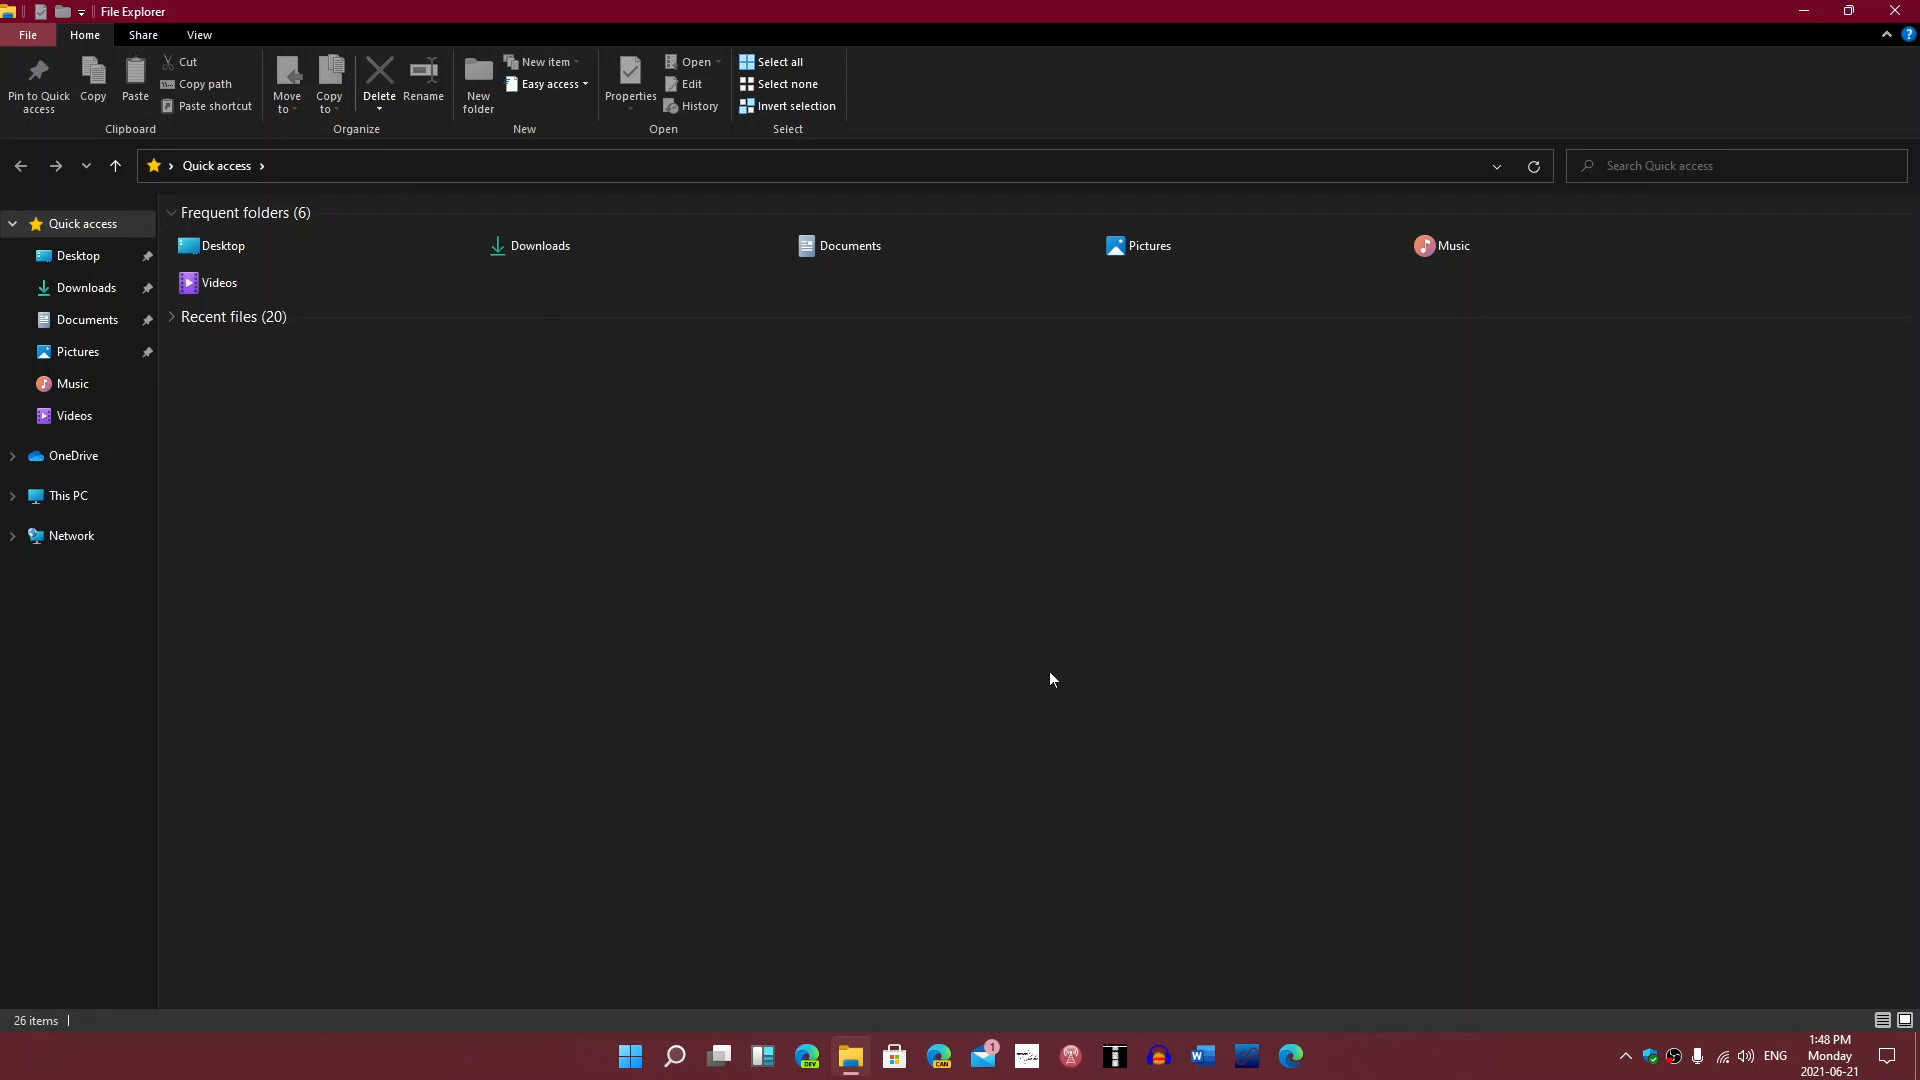 File Explorer
File Home Share View
Pin to Quick access
Copy
Paste
Cut
Copy path
Paste shortcut
Clipboard
Move to
Copy to
Delete
Rename
Organize
New folder
New item
Easy access
New
Properties
Open
Edit
History
Open
Select all
Select none
Invert selection
Select
Quick access
Search Quick access
Quick access
Desktop
Downloads
Documents
Pictures
Music
Videos
OneDrive
This PC
Network
Frequent folders (6)
Desktop Downloads Documents Pictures Music
Videos
Recent files (20)
26 items
DEV
CAN
1
ENG
1:48 PM
Monday
2021-06-21